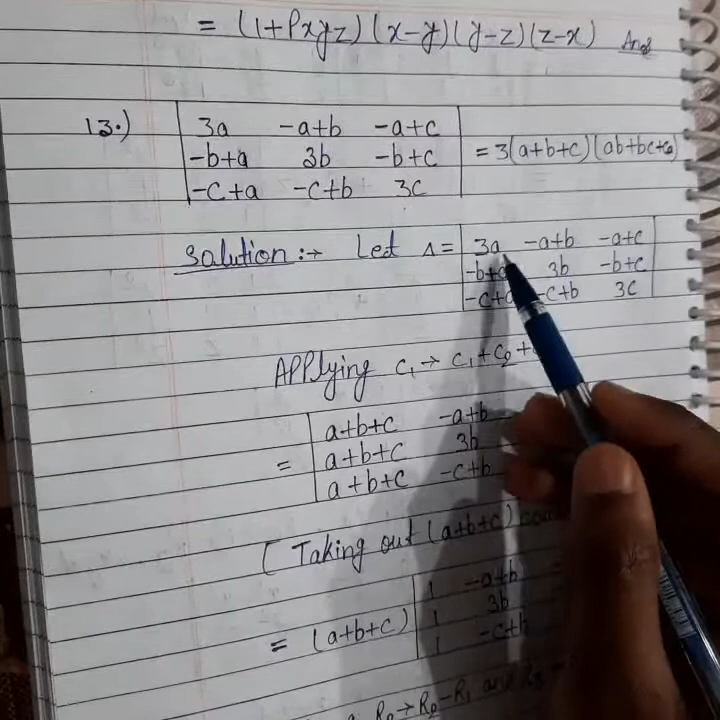 = (1+Pxyz) (x-y) (y-z) (z-x) Ans
13.) | 3a -a+b -a+c |
| -b+a 3b -b+c | = 3(a+b+c) (ab+bc+
| -c+a -c+b 3c |
Solution :→ Let Δ = | 3a -a+b -a+c |
| -b+a 3b -b+c |
| -c+a -c+b 3c |
APPlying C₁ → C₁+C₂+
| a+b+c -a+b
= | a+b+c 3b
| a+b+c -c+b
[ Taking out (a+b+c)
| 1 -a+b
= (a+b+c) | 1 3b
| 1 -c+b
R₂→R₂-R₁